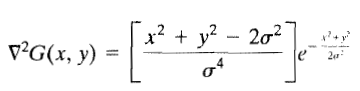 ∇²G(x, y) = [ (x² + y² − 2σ²) / σ⁴ ] e^(−(x² + y²) / (2σ²))